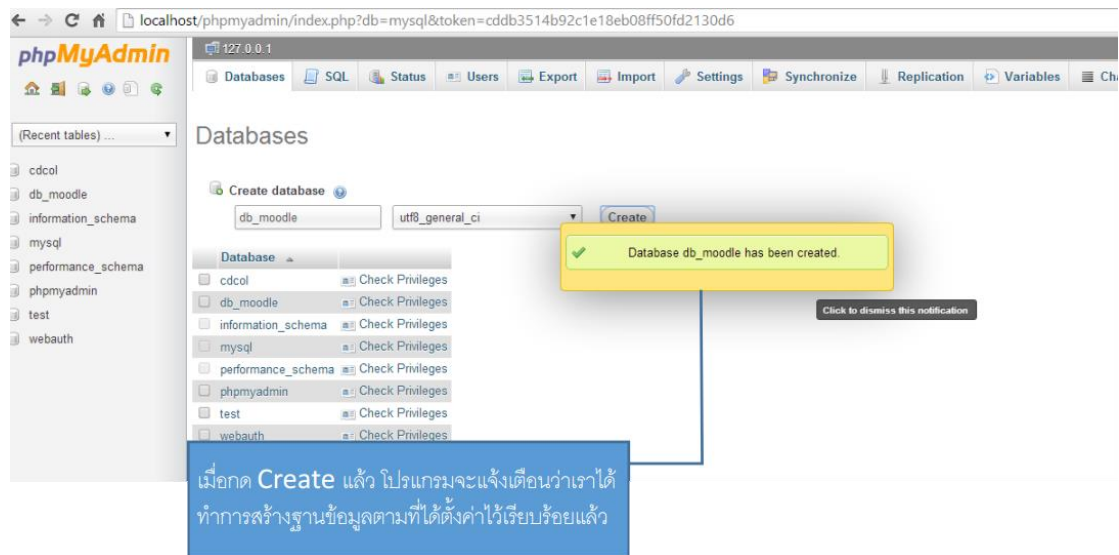 localhost/phpmyadmin/index.php?db=mysql&token=cddb3514b92c1e18eb08ff50fd2130d6
phpMyAdmin
127.0.0.1
Databases SQL Status Users Export Import Settings Synchronize Replication Variables
(Recent tables) ...
cdcol
db_moodle
information_schema
mysql
performance_schema
phpmyadmin
test
webauth
Databases
Create database
db_moodle utf8_general_ci Create
Database db_moodle has been created.
Click to dismiss this notification
Database
cdcol Check Privileges
db_moodle Check Privileges
information_schema Check Privileges
mysql Check Privileges
performance_schema Check Privileges
phpmyadmin Check Privileges
test Check Privileges
webauth Check Privileges
เมื่อกด Create แล้ว โปรแกรมจะแจ้งเตือนว่าเราได้
ทำการสร้างฐานข้อมูลตามที่ได้ตั้งค่าไว้เรียบร้อยแล้ว